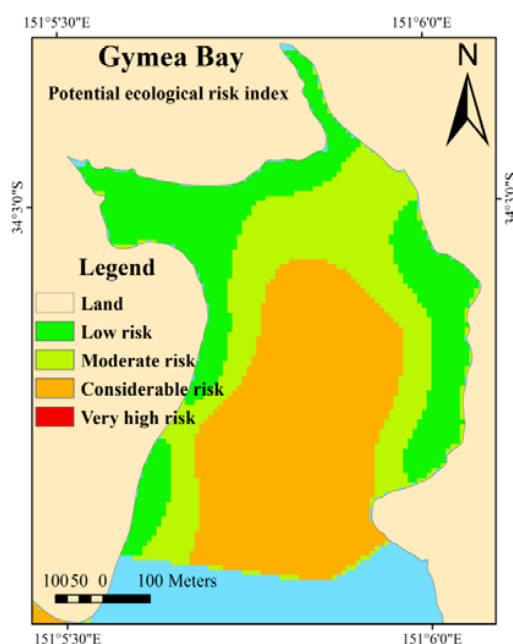 151°5'30"E
151°6'0"E
Gymea Bay
Potential ecological risk index
N
34°3'0"S
34°3'0"S
Legend
Land
Low risk
Moderate risk
Considerable risk
Very high risk
100 50 0 100 Meters
151°5'30"E
151°6'0"E